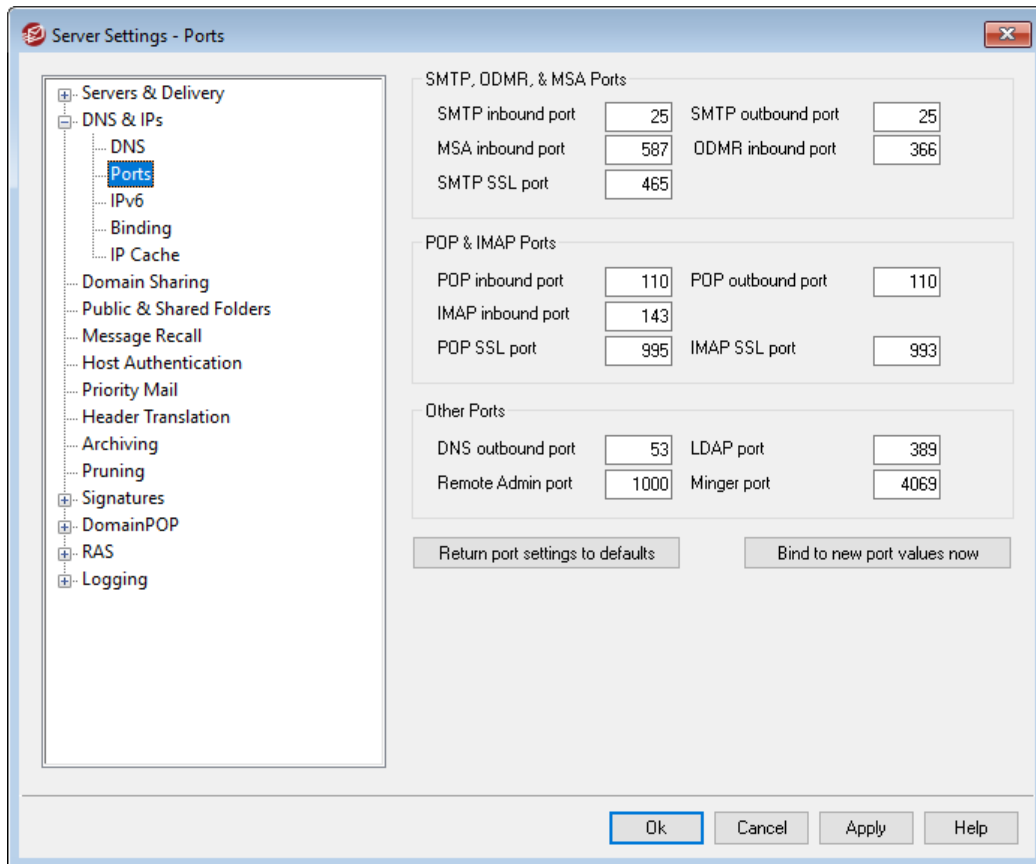 Server Settings - Ports
Servers & Delivery
DNS & IPs
DNS
Ports
IPv6
Binding
IP Cache
Domain Sharing
Public & Shared Folders
Message Recall
Host Authentication
Priority Mail
Header Translation
Archiving
Pruning
Signatures
DomainPOP
RAS
Logging
SMTP, ODMR, & MSA Ports
SMTP inbound port 25 SMTP outbound port 25
MSA inbound port 587 ODMR inbound port 366
SMTP SSL port 465
POP & IMAP Ports
POP inbound port 110 POP outbound port 110
IMAP inbound port 143
POP SSL port 995 IMAP SSL port 993
Other Ports
DNS outbound port 53 LDAP port 389
Remote Admin port 1000 Minger port 4069
Return port settings to defaults Bind to new port values now
Ok Cancel Apply Help